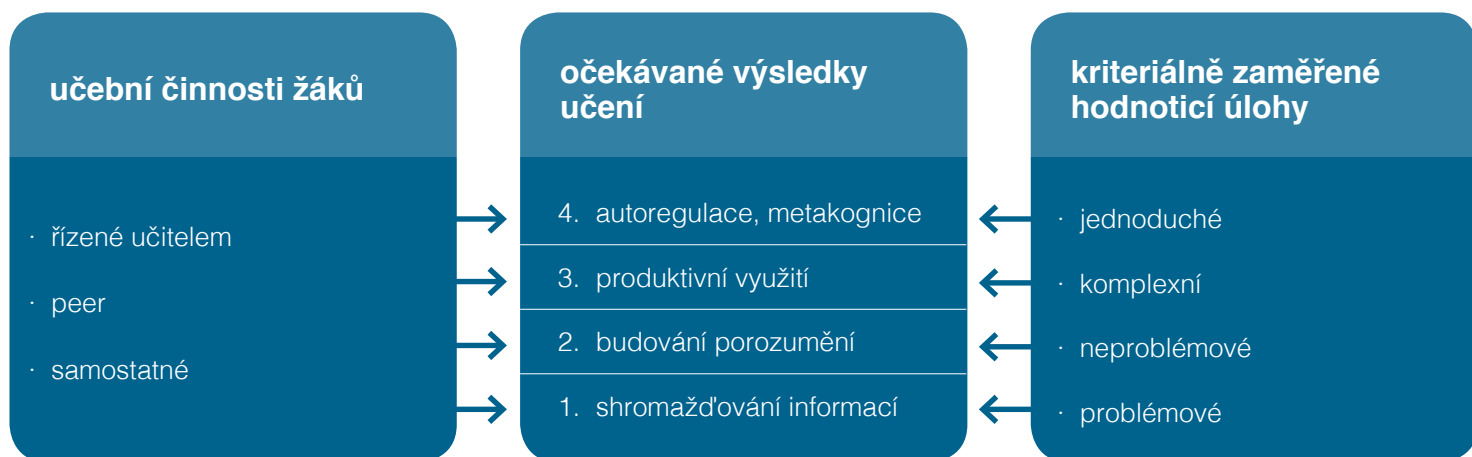 učební činnosti žáků
· řízené učitelem
· peer
· samostatné
očekávané výsledky
učení
4. autoregulace, metakognice
3. produktivní využití
2. budování porozumění
1. shromažďování informací
kriteriálně zaměřené
hodnoticí úlohy
· jednoduché
· komplexní
· neproblémové
· problémové